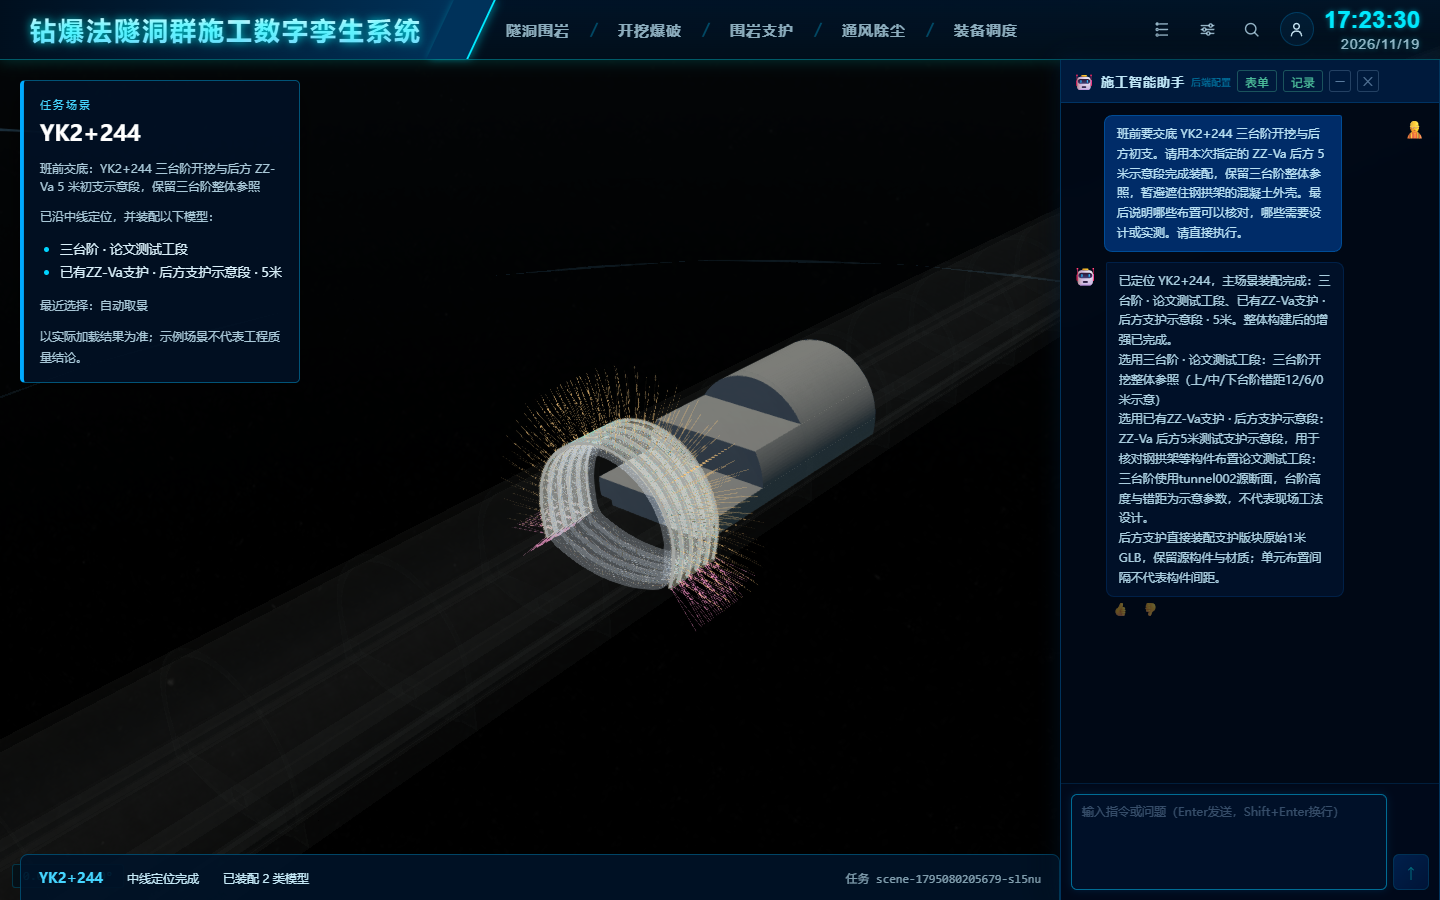 钻爆法隧洞群施工数字孪生系统
隧洞围岩 / 开挖爆破 / 围岩支护 / 通风除尘 / 装备调度
17:23:30
2026/11/19
任务场景
YK2+244
班前交底：YK2+244 三台阶开挖与后方 ZZ-
Va 5 米初支示意段，保留三台阶整体参照
已沿中线定位，并装配以下模型：
三台阶 · 论文测试工段
已有ZZ-Va支护 · 后方支护示意段 · 5米
最近选择：自动取景
以实际加载结果为准；示例场景不代表工程质
量结论。
施工智能助手 后端配置 表单 记录
班前要交底 YK2+244 三台阶开挖与后
方初支。请用本次指定的 ZZ-Va 后方 5
米示意段完成装配，保留三台阶整体参
照，暂避遮住钢拱架的混凝土外壳。最
后说明哪些布置可以核对，哪些需要设
计或实测。请直接执行。
已定位 YK2+244，主场景装配完成：三
台阶 · 论文测试工段、已有ZZ-Va支护 ·
后方支护示意段 · 5米。整体构建后的增
强已完成。
选用三台阶 · 论文测试工段：三台阶开
挖整体参照（上/中/下台阶错距12/6/0
米示意）
选用已有ZZ-Va支护 · 后方支护示意段：
ZZ-Va 后方5米测试支护示意段，用于
核对钢拱架等构件布置论文测试工段：
三台阶使用tunnel002源断面，台阶高
度与错距为示意参数，不代表现场工法
设计。
后方支护直接装配支护版块原始1米
GLB，保留源构件与材质；单元布置间
隔不代表构件间距。
输入指令或问题（Enter发送，Shift+Enter换行）
YK2+244 中线定位完成 已装配 2 类模型
任务 scene-1795080205679-sl5nu